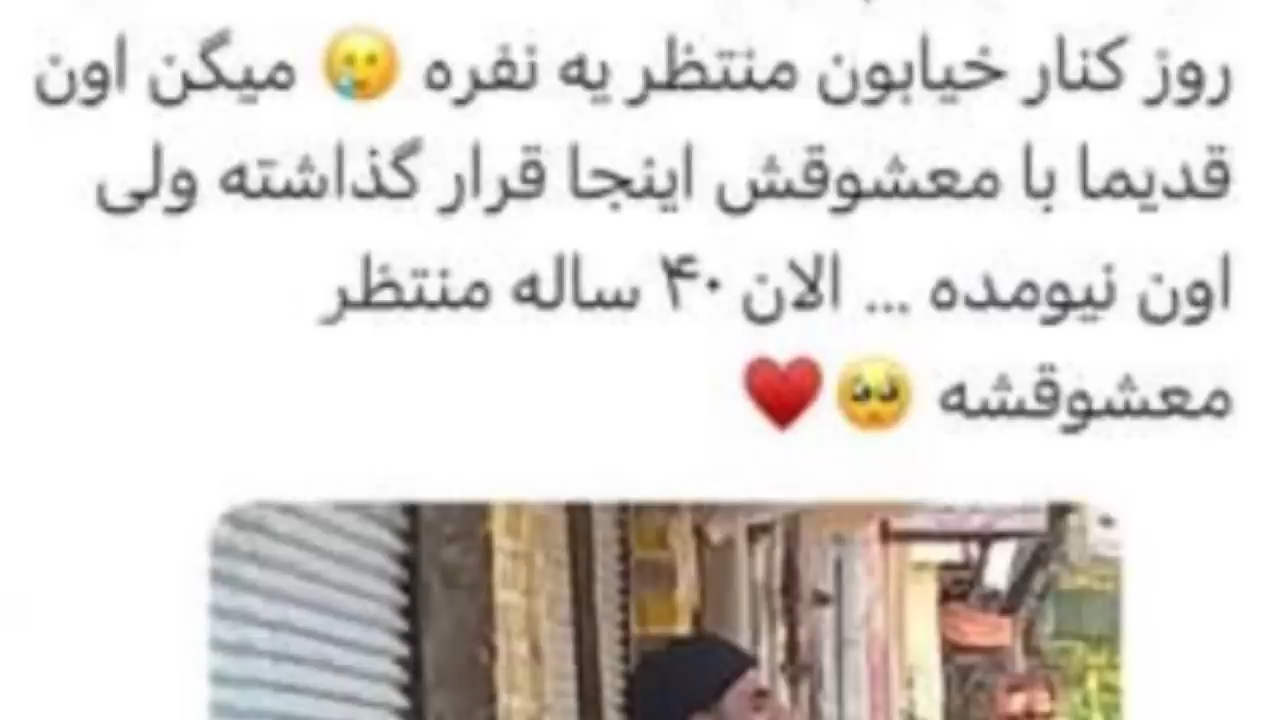 روز کنار خیابون منتظر یه نفره 🥲 میگن اون
قدیما با معشوقش اینجا قرار گذاشته ولی
اون نیومده ... الان ۴۰ ساله منتظر
معشوقشه 🥺❤️